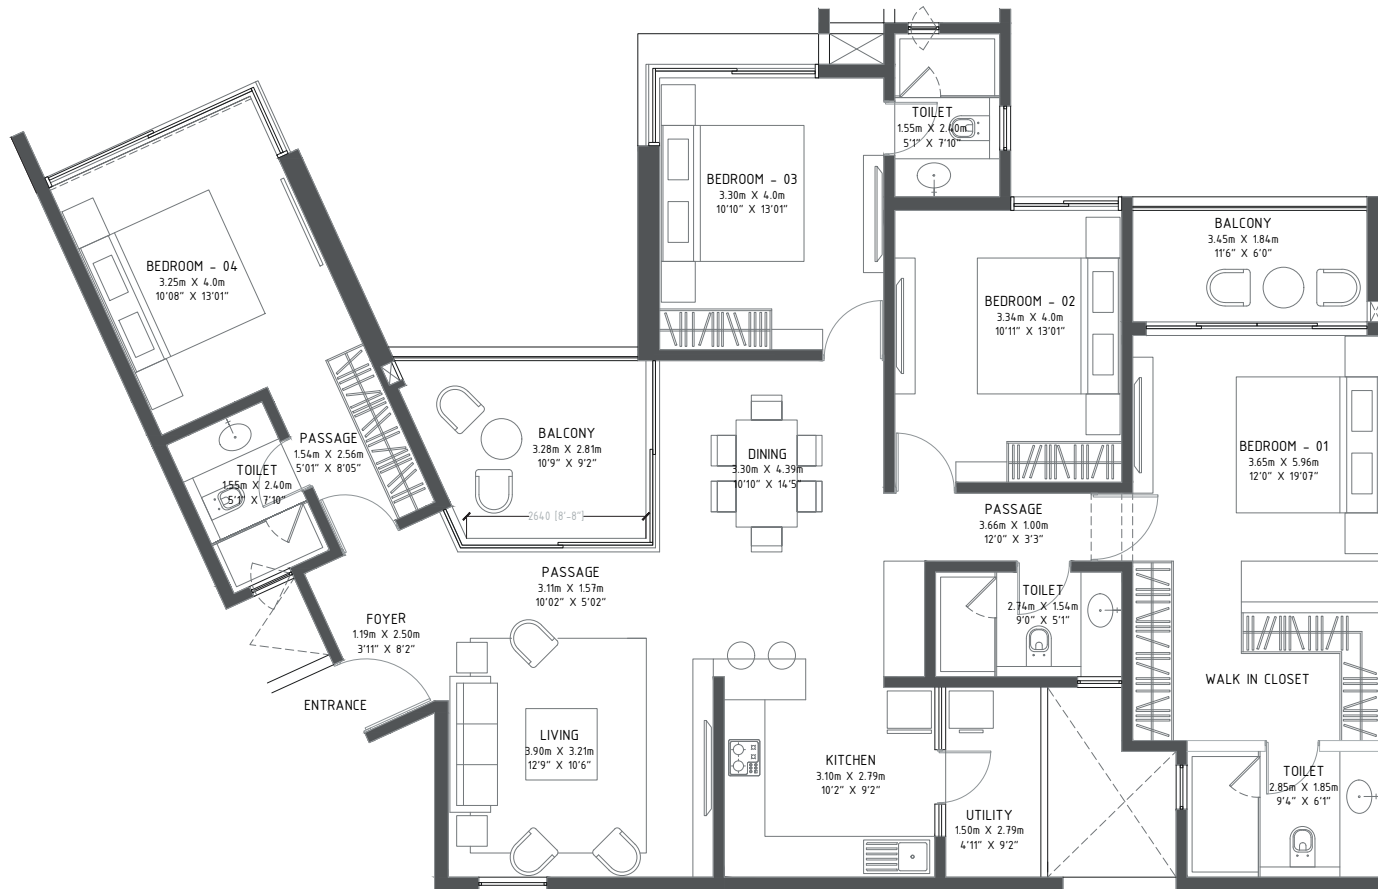 TOILET
1.55m X 2.40m
5'1" X 7'10"
BEDROOM - 03
3.30m X 4.0m
10'10" X 13'01"
BALCONY
3.45m X 1.84m
11'6" X 6'0"
BEDROOM - 04
3.25m X 4.0m
10'08" X 13'01"
BEDROOM - 02
3.34m X 4.0m
10'11" X 13'01"
PASSAGE
1.54m X 2.56m
5'01" X 8'05"
BALCONY
3.28m X 2.81m
10'9" X 9'2"
DINING
3.30m X 4.39m
10'10" X 14'5"
BEDROOM - 01
3.65m X 5.96m
12'0" X 19'07"
TOILET
1.55m X 2.40m
5'1" X 7'10"
2640 [8'-8"]
PASSAGE
3.66m X 1.00m
12'0" X 3'3"
PASSAGE
3.11m X 1.57m
10'02" X 5'02"
TOILET
2.74m X 1.54m
9'0" X 5'1"
FOYER
1.19m X 2.50m
3'11" X 8'2"
WALK IN CLOSET
ENTRANCE
LIVING
3.90m X 3.21m
12'9" X 10'6"
KITCHEN
3.10m X 2.79m
10'2" X 9'2"
TOILET
2.85m X 1.85m
9'4" X 6'1"
UTILITY
1.50m X 2.79m
4'11" X 9'2"